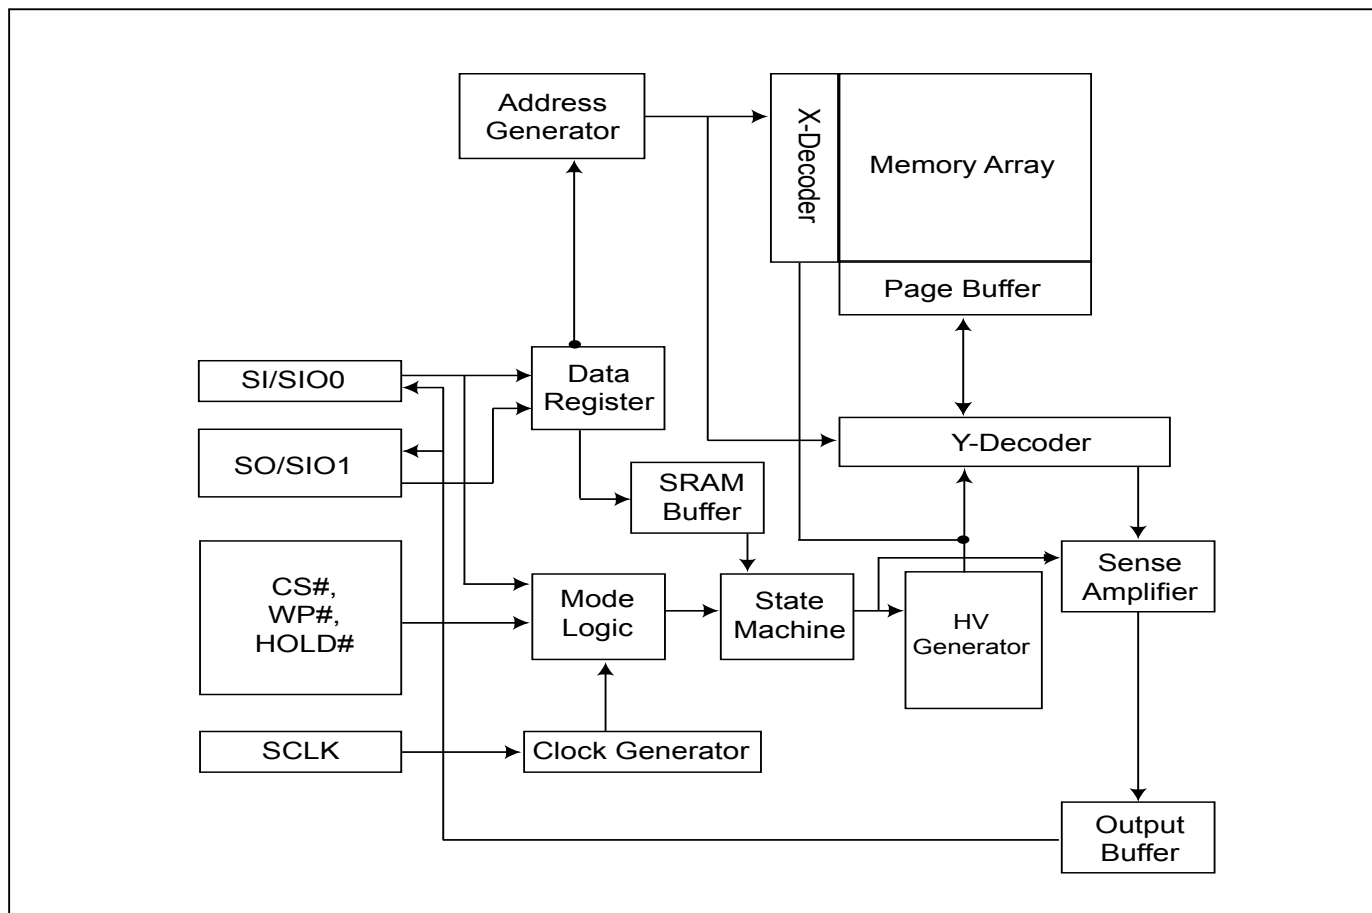 Address
Generator
X-Decoder
Memory Array
Page Buffer
SI/SIO0
Data
Register
SO/SIO1
Y-Decoder
SRAM
Buffer
CS#,
WP#,
HOLD#
Mode
Logic
State
Machine
HV
Generator
Sense
Amplifier
SCLK
Clock Generator
Output
Buffer